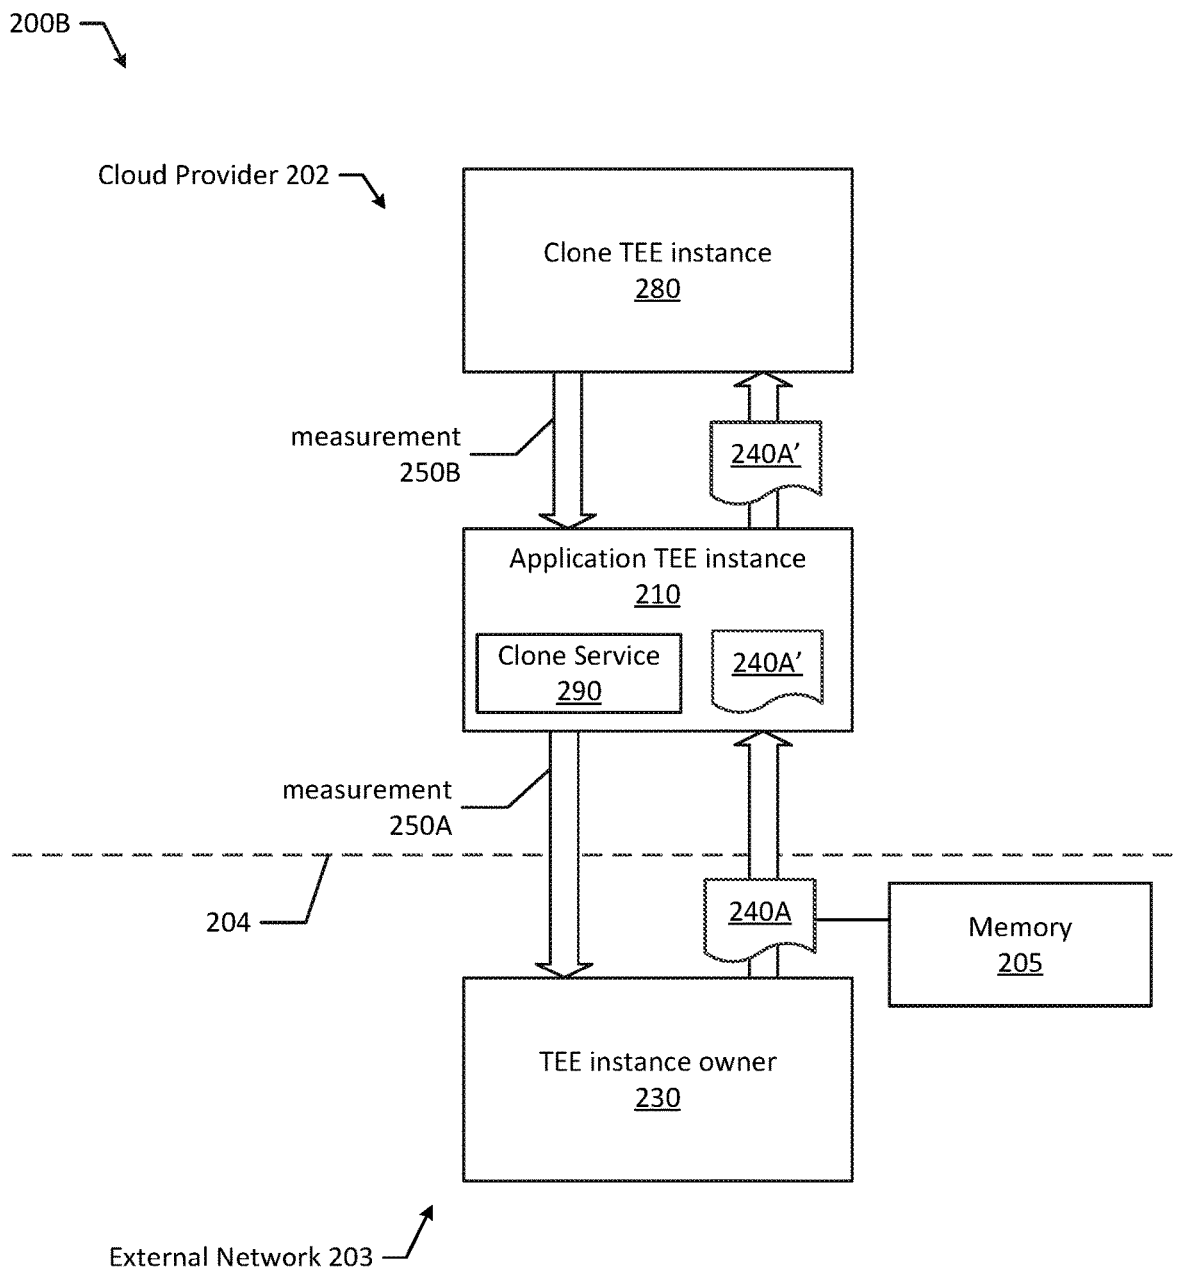 200B
Cloud Provider 202
Clone TEE instance
280
measurement
250B
240A’
Application TEE instance
210
Clone Service
290
240A’
measurement
250A
204
240A
Memory
205
TEE instance owner
230
External Network 203